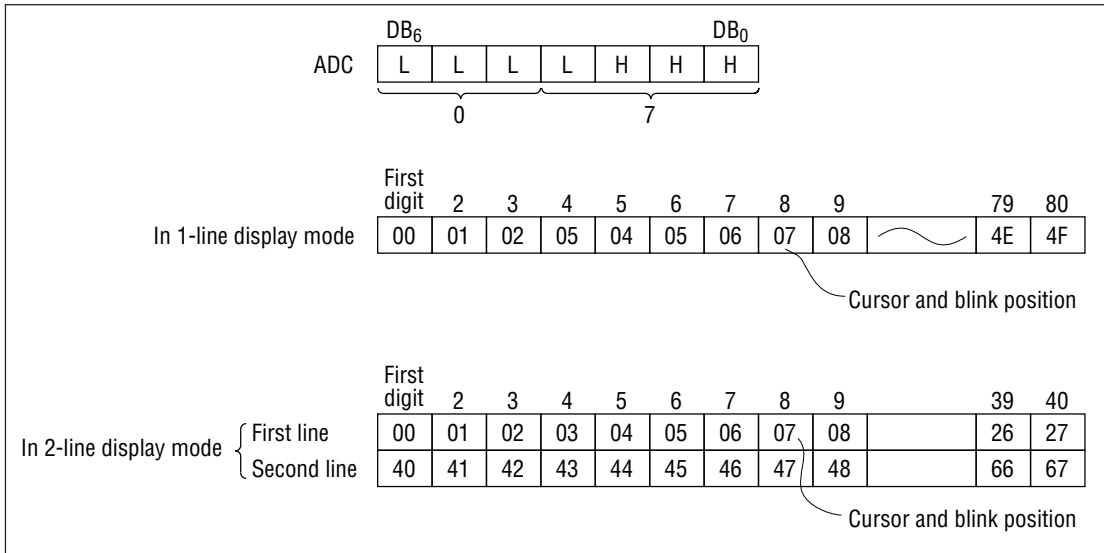 DB6 DB0
ADC L L L L H H H
0 7
First
digit 2 3 4 5 6 7 8 9 79 80
In 1-line display mode 00 01 02 05 04 05 06 07 08 4E 4F
Cursor and blink position
First
digit 2 3 4 5 6 7 8 9 39 40
In 2-line display mode First line 00 01 02 03 04 05 06 07 08 26 27
Second line 40 41 42 43 44 45 46 47 48 66 67
Cursor and blink position